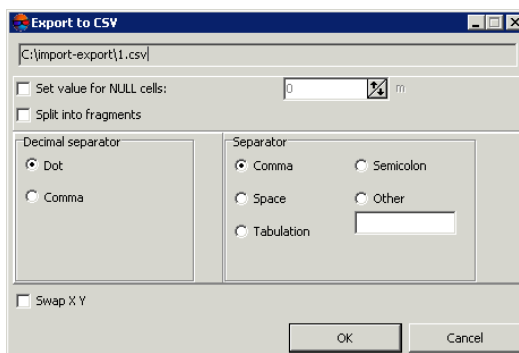 Export to CSV
C:\import-export\1.csv
Set value for NULL cells: 0 m
Split into fragments
Decimal separator
Dot
Comma
Separator
Comma Semicolon
Space Other
Tabulation
Swap X Y
OK Cancel